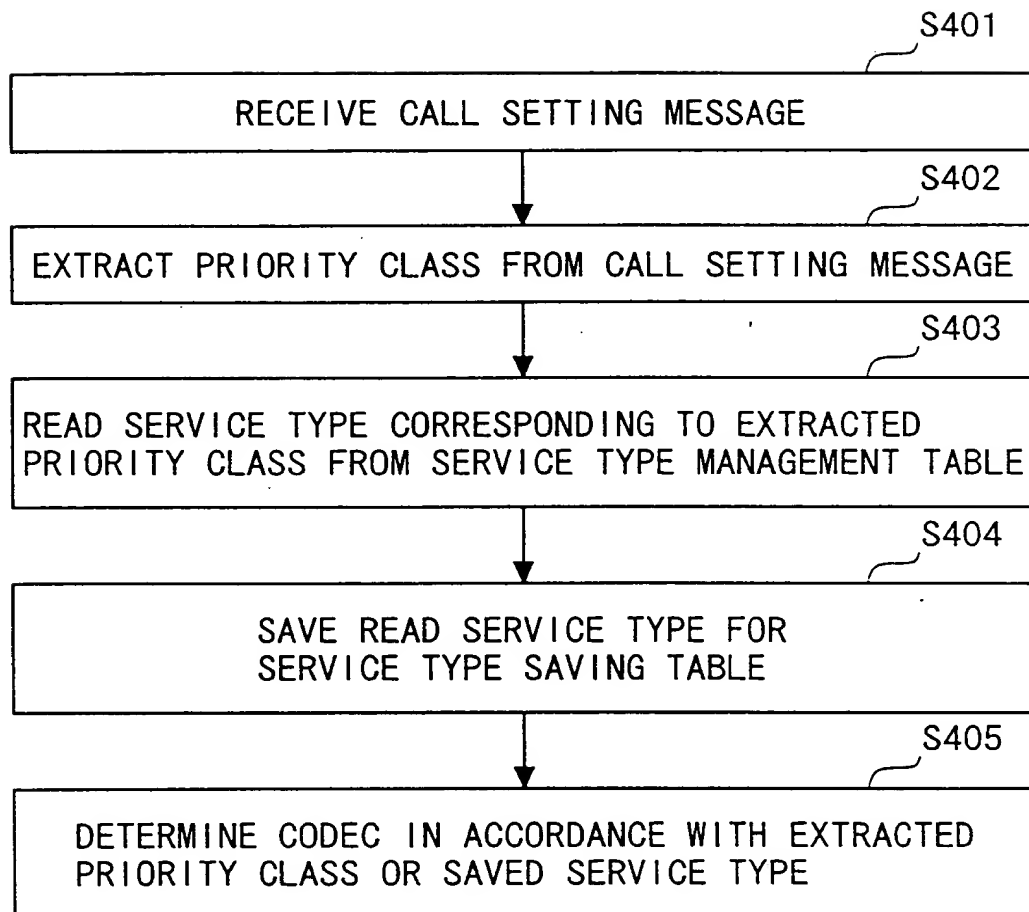 S401
RECEIVE CALL SETTING MESSAGE
S402
EXTRACT PRIORITY CLASS FROM CALL SETTING MESSAGE
S403
READ SERVICE TYPE CORRESPONDING TO EXTRACTED
PRIORITY CLASS FROM SERVICE TYPE MANAGEMENT TABLE
S404
SAVE READ SERVICE TYPE FOR
SERVICE TYPE SAVING TABLE
S405
DETERMINE CODEC IN ACCORDANCE WITH EXTRACTED
PRIORITY CLASS OR SAVED SERVICE TYPE